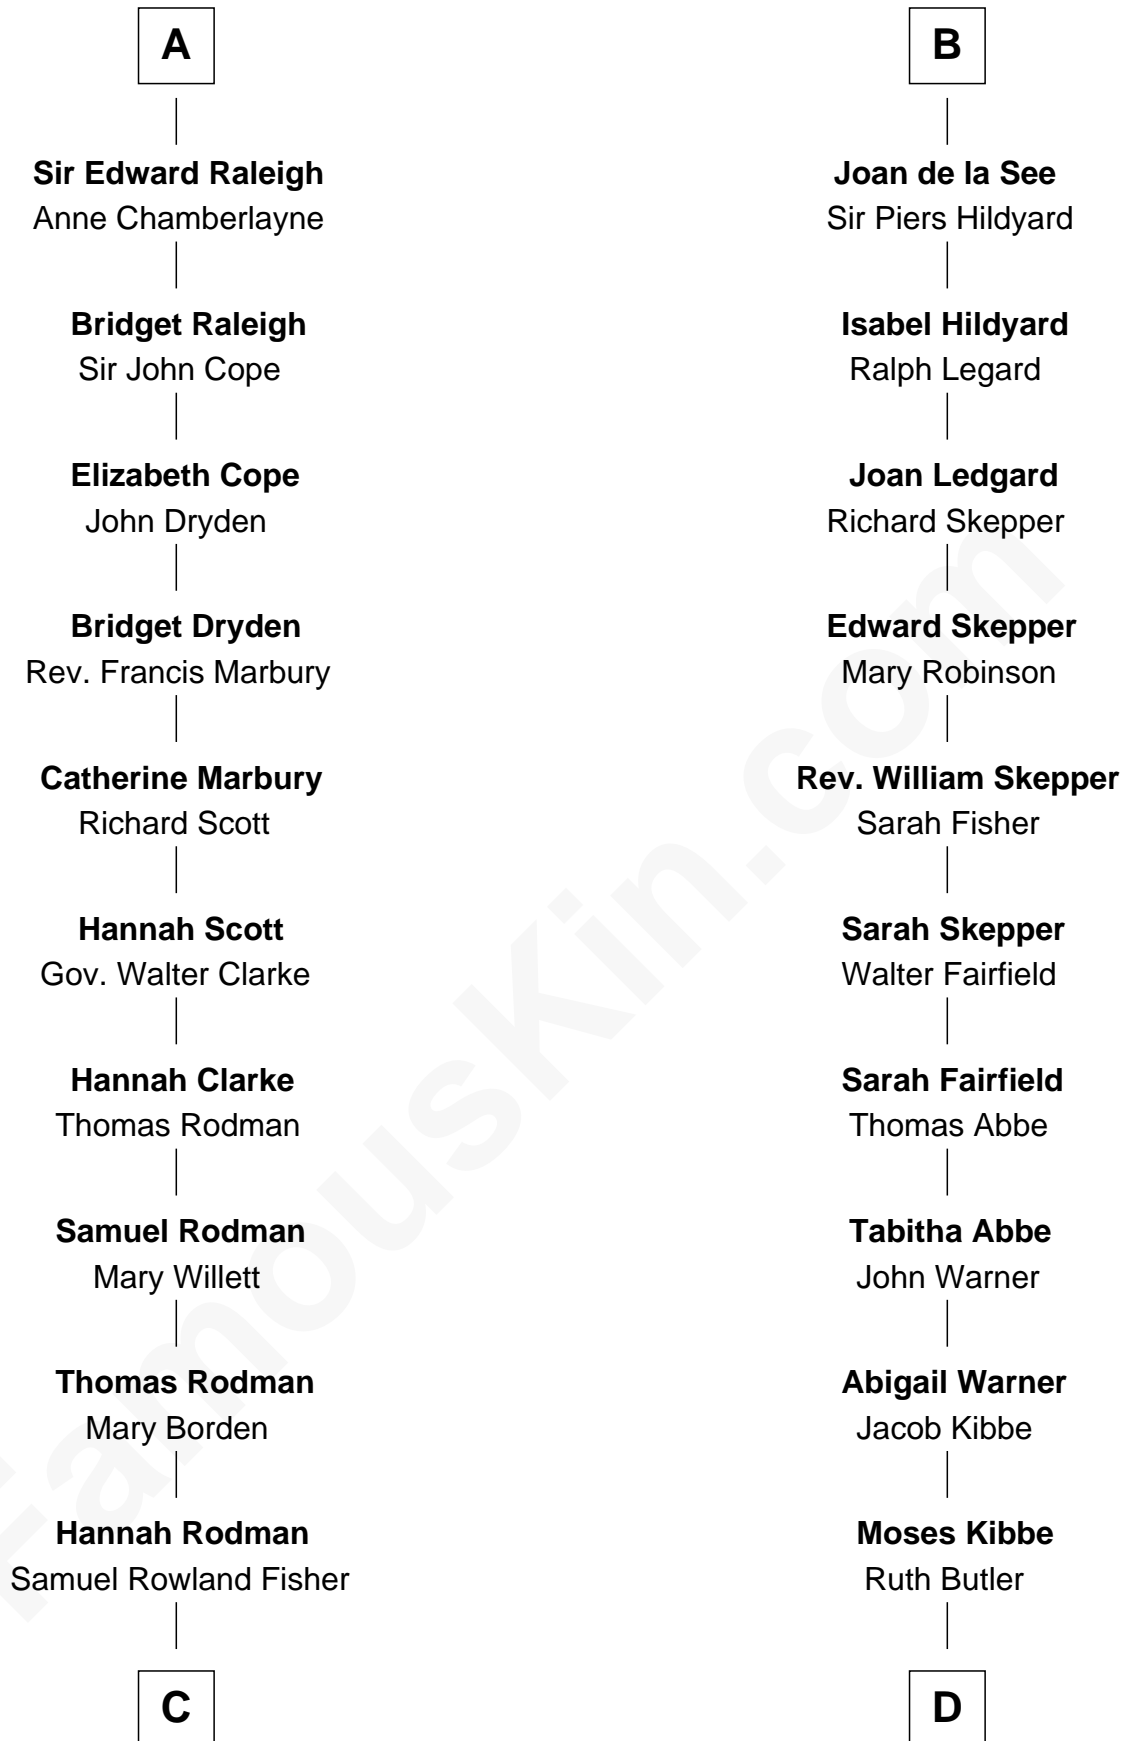 A
Sir Edward Raleigh
Anne Chamberlayne
Bridget Raleigh
Sir John Cope
Elizabeth Cope
John Dryden
Bridget Dryden
Rev. Francis Marbury
Catherine Marbury
Richard Scott
Hannah Scott
Gov. Walter Clarke
Hannah Clarke
Thomas Rodman
Samuel Rodman
Mary Willett
Thomas Rodman
Mary Borden
Hannah Rodman
Samuel Rowland Fisher
C
B
Joan de la See
Sir Piers Hildyard
Isabel Hildyard
Ralph Legard
Joan Ledgard
Richard Skepper
Edward Skepper
Mary Robinson
Rev. William Skepper
Sarah Fisher
Sarah Skepper
Walter Fairfield
Sarah Fairfield
Thomas Abbe
Tabitha Abbe
John Warner
Abigail Warner
Jacob Kibbe
Moses Kibbe
Ruth Butler
D
FamousKin.com